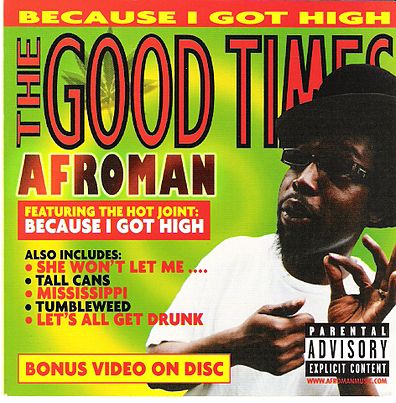 BECAUSE I GOT HIGH
THE GOOD TIMES
AFROMAN
FEATURING THE HOT JOINT:
BECAUSE I GOT HIGH
ALSO INCLUDES:
• SHE WON'T LET ME ....
• TALL CANS
• MISSISSIPPI
• TUMBLEWEED
• LET'S ALL GET DRUNK
BONUS VIDEO ON DISC
PARENTAL
ADVISORY
EXPLICIT CONTENT
WWW.AFROMANMUSIC.COM